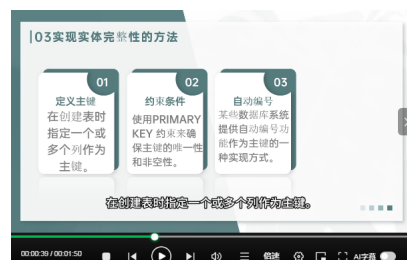 03实现实体完整性的方法
01
定义主键
在创建表时
指定一个或
多个列作为
主键。
02
约束条件
使用PRIMARY
KEY 约束来确
保主键的唯一性
和非空性。
03
自动编号
某些数据库系统
提供自动编号功
能作为主键的一
种实现方式。
在创建表时指定一个或多个列作为主键。
00:00:39 / 00:01:50
倍速
AI字幕